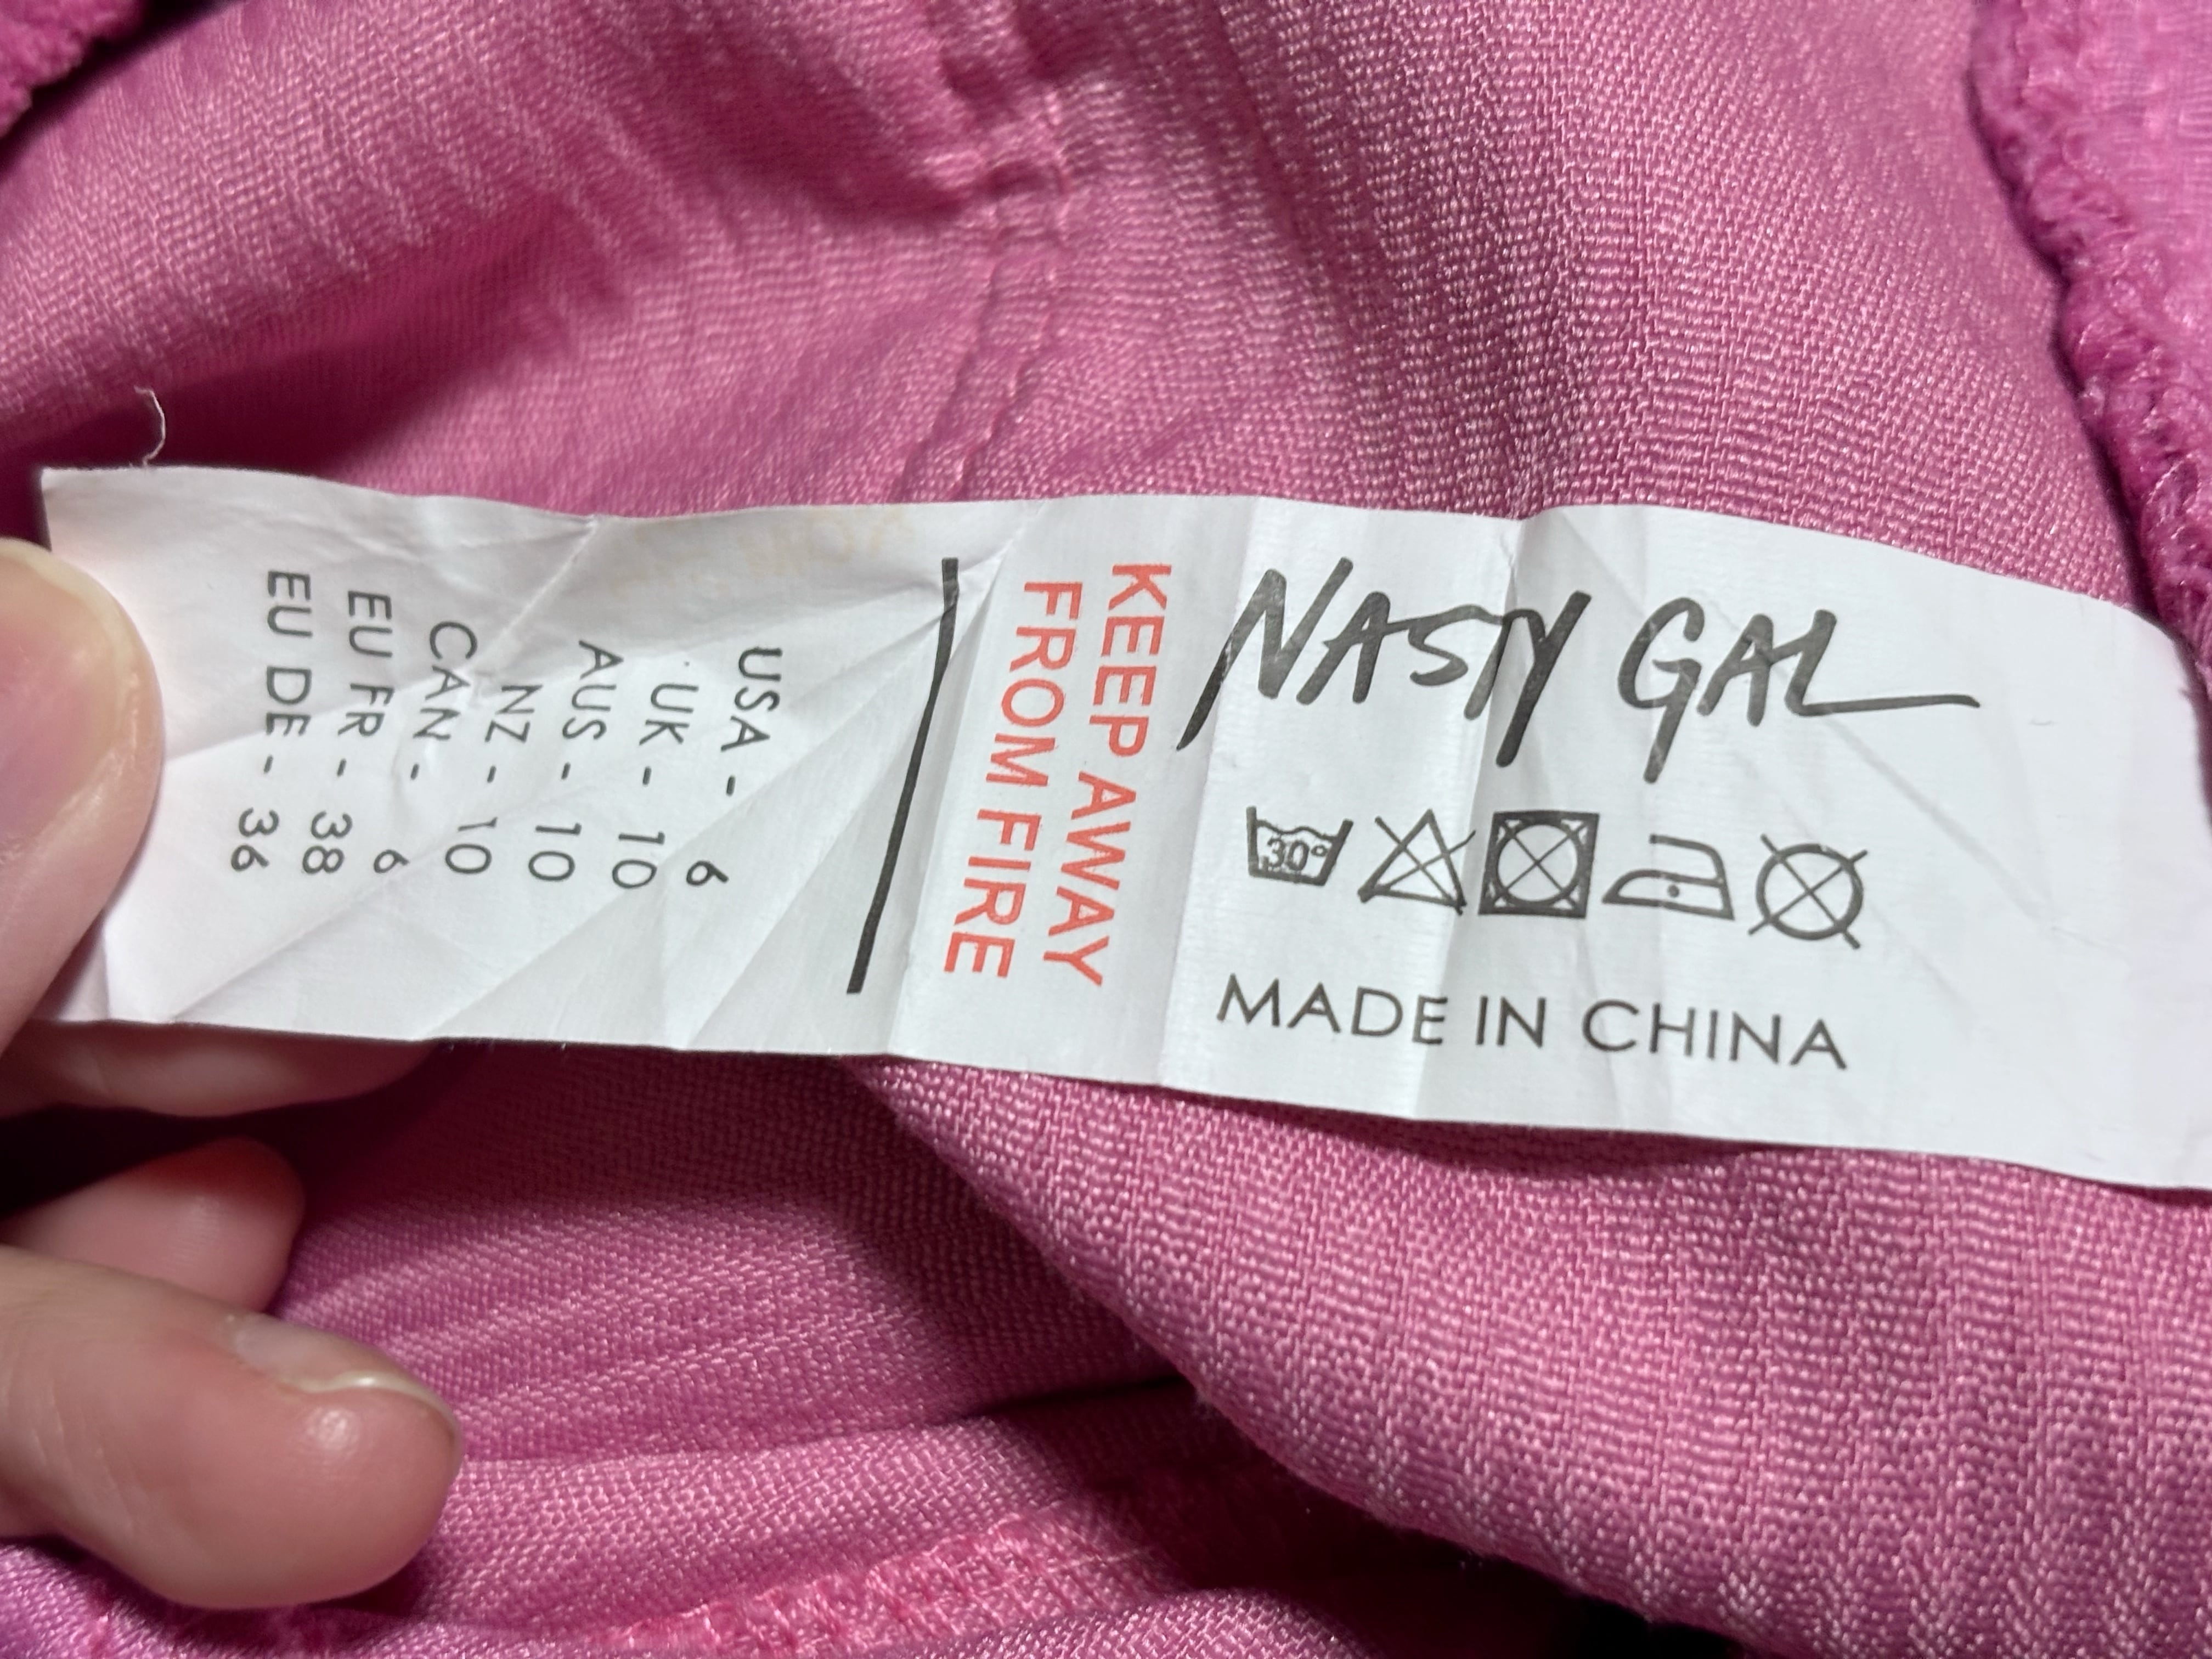 NASTY GAL
30°
MADE IN CHINA
KEEP AWAY
FROM FIRE
USA - 6
UK - 10
AUS - 10
NZ - 10
CAN - 6
EU FR - 38
EU DE - 36